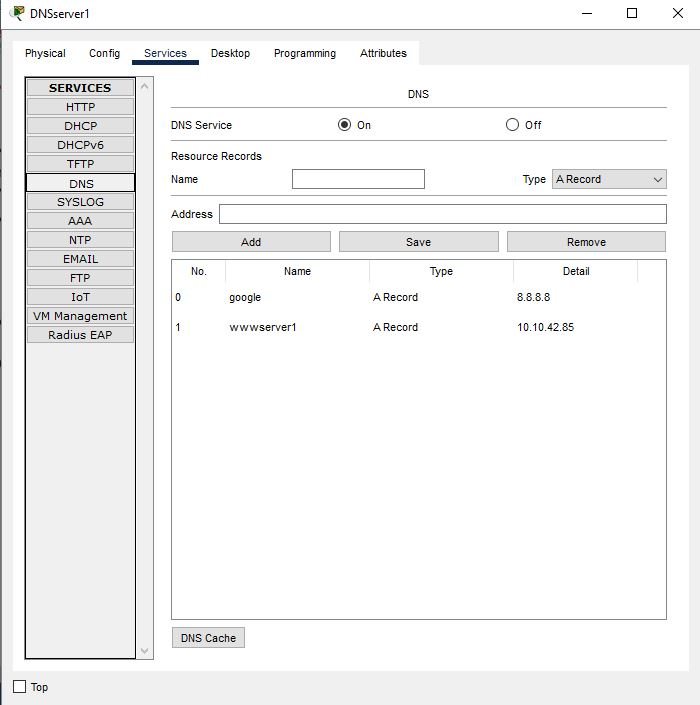 DNSserver1
Physical Config Services Desktop Programming Attributes
SERVICES
HTTP
DHCP
DHCPv6
TFTP
DNS
SYSLOG
AAA
NTP
EMAIL
FTP
IoT
VM Management
Radius EAP
DNS
DNS Service On Off
Resource Records
Name Type A Record
Address
Add Save Remove
No. Name Type Detail
0 google A Record 8.8.8.8
1 wwwserver1 A Record 10.10.42.85
DNS Cache
Top